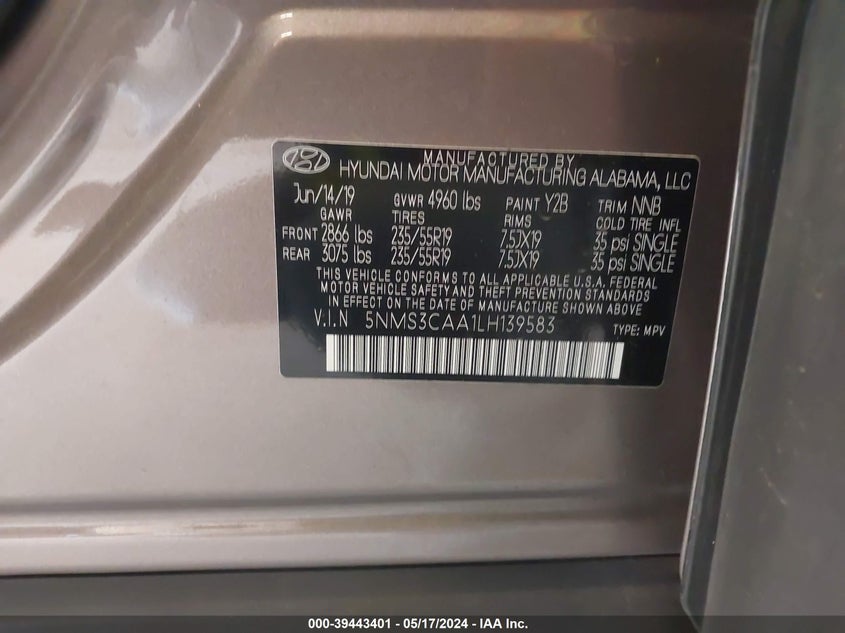 MANUFACTURED BY
HYUNDAI MOTOR MANUFACTURING ALABAMA, LLC
Jun/14/19 GVWR 4960 lbs PAINT Y2B TRIM NNB
GAWR TIRES RIMS COLD TIRE INFL
FRONT 2866 lbs 235/55R19 7.5JX19 35 psi SINGLE
REAR 3075 lbs 235/55R19 7.5JX19 35 psi SINGLE
THIS VEHICLE CONFORMS TO ALL APPLICABLE U.S.A. FEDERAL
MOTOR VEHICLE SAFETY AND THEFT PREVENTION STANDARDS
IN EFFECT ON THE DATE OF MANUFACTURE SHOWN ABOVE
V.I.N 5NMS3CAA1LH139583 TYPE: MPV
000-39443401 - 05/17/2024 - IAA Inc.